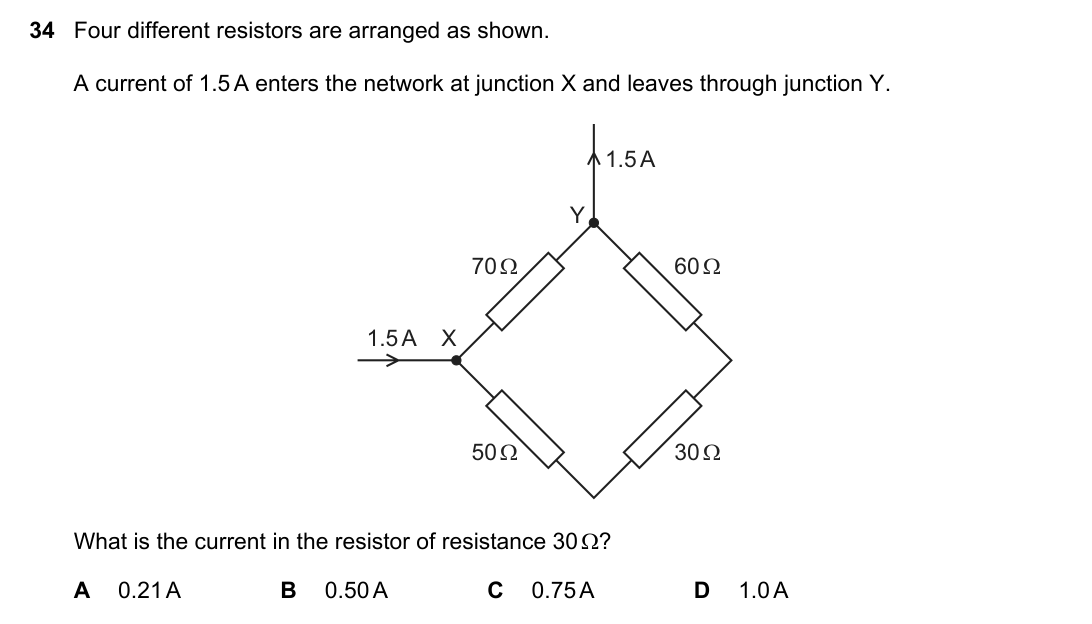 34 Four different resistors are arranged as shown.
A current of 1.5 A enters the network at junction X and leaves through junction Y.
1.5 A
Y
70 Ω 60 Ω
1.5 A X
50 Ω 30 Ω
What is the current in the resistor of resistance 30 Ω?
A 0.21 A B 0.50 A C 0.75 A D 1.0 A